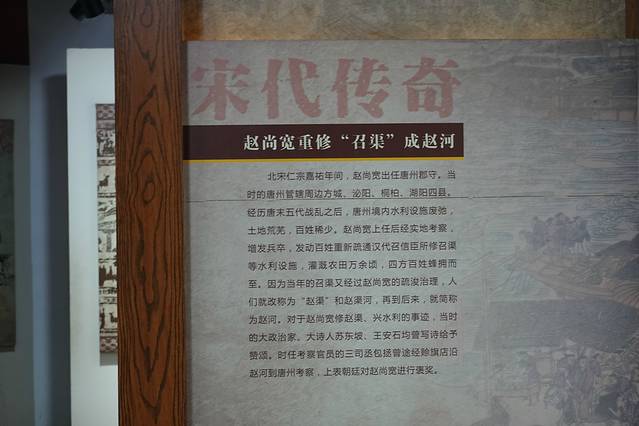 宋代传奇
赵尚宽重修“召渠”成赵河
北宋仁宗嘉祐年间，赵尚宽出任唐州郡守。当
时的唐州管辖周边方城、泌阳、桐柏、湖阳四县。
经历唐末五代战乱之后，唐州境内水利设施废弛，
土地荒芜，百姓稀少。赵尚宽上任后经实地考察，
增发兵卒，发动百姓重新疏通汉代召信臣所修召渠
等水利设施，灌溉农田万余顷，四方百姓蜂拥而
至。因为当年的召渠又经过赵尚宽的疏浚治理，人
们就改称为“赵渠”和赵渠河，再到后来，就简称
为赵河。对于赵尚宽修赵渠、兴水利的事迹，当时
的大政治家、大诗人苏东坡、王安石均曾写诗给予
赞颂。时任考察官员的三司丞包拯曾途经赊旗店沿
赵河到唐州考察，上表朝廷对赵尚宽进行褒奖。